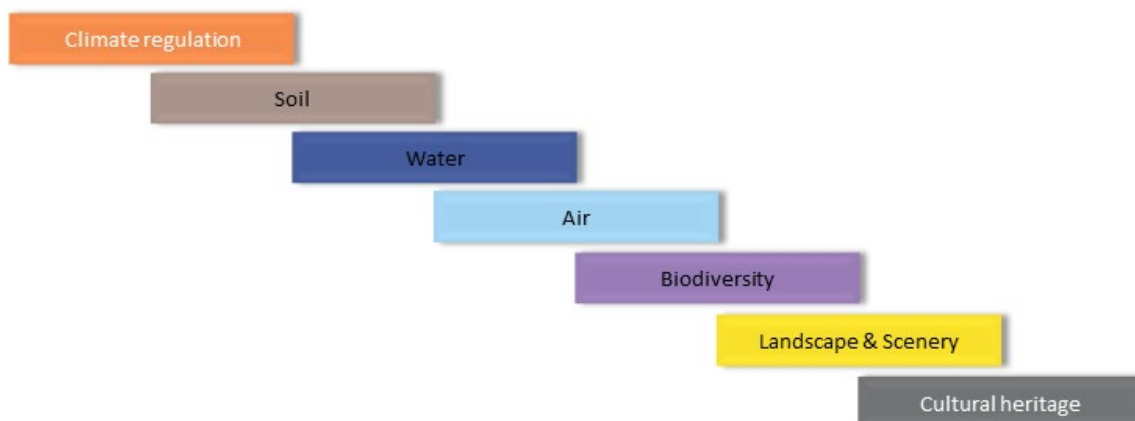 Climate regulation
Soil
Water
Air
Biodiversity
Landscape & Scenery
Cultural heritage